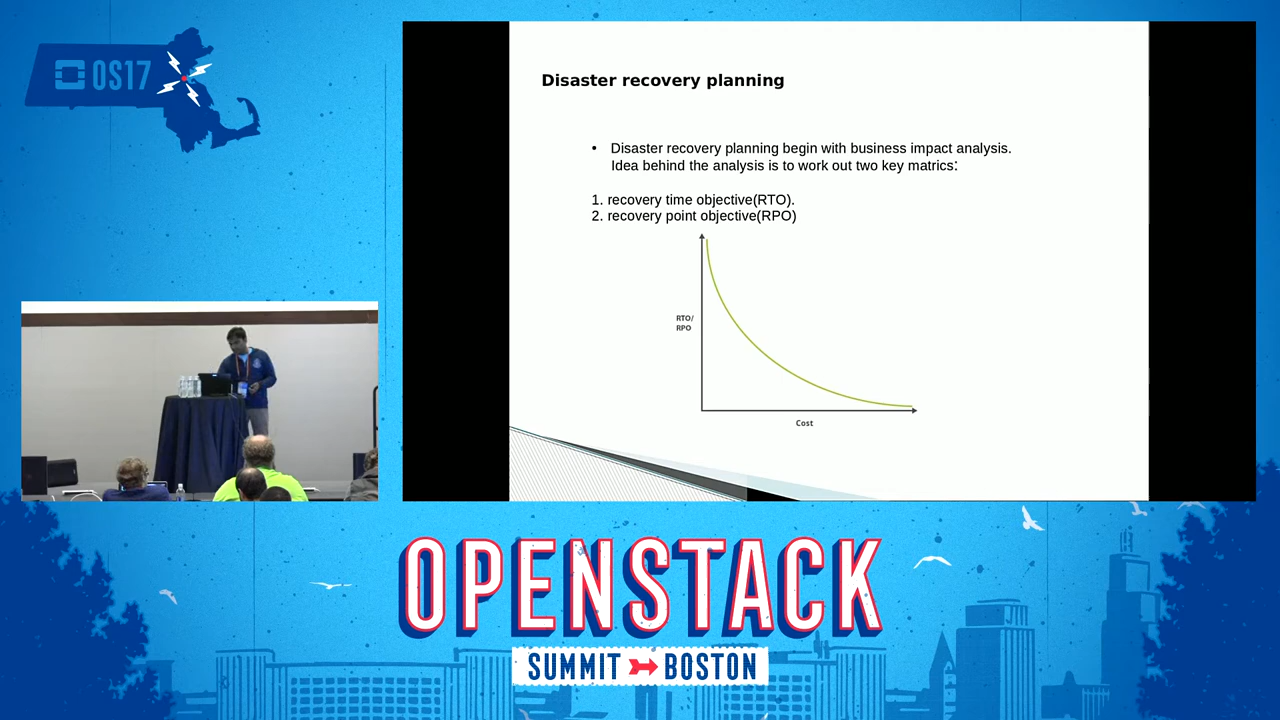 OS17
Disaster recovery planning
• Disaster recovery planning begin with business impact analysis.
Idea behind the analysis is to work out two key matrics:
1. recovery time objective(RTO).
2. recovery point objective(RPO)
RTO/
RPO
Cost
OPENSTACK
SUMMIT BOSTON